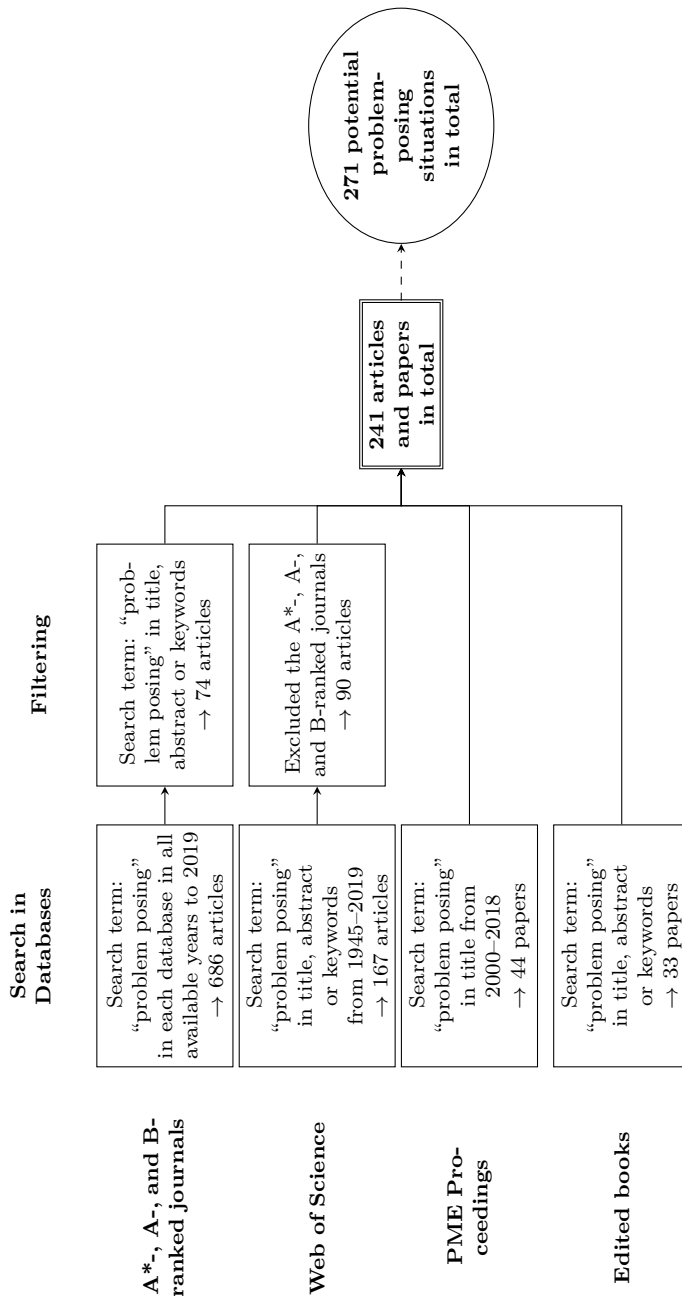 Search in
Databases
Filtering
A*-, A-, and B-
ranked journals
Search term:
“problem posing”
in each database in all
available years to 2019
→ 686 articles
Search term: “prob-
lem posing” in title,
abstract or keywords
→ 74 articles
Web of Science
Search term:
“problem posing”
in title, abstract
or keywords
from 1945–2019
→ 167 articles
Excluded the A*-, A-,
and B-ranked journals
→ 90 articles
PME Pro-
ceedings
Search term:
“problem posing”
in title from
2000–2018
→ 44 papers
Edited books
Search term:
“problem posing”
in title, abstract
or keywords
→ 33 papers
241 articles
and papers
in total
271 potential
problem-
posing
situations
in total